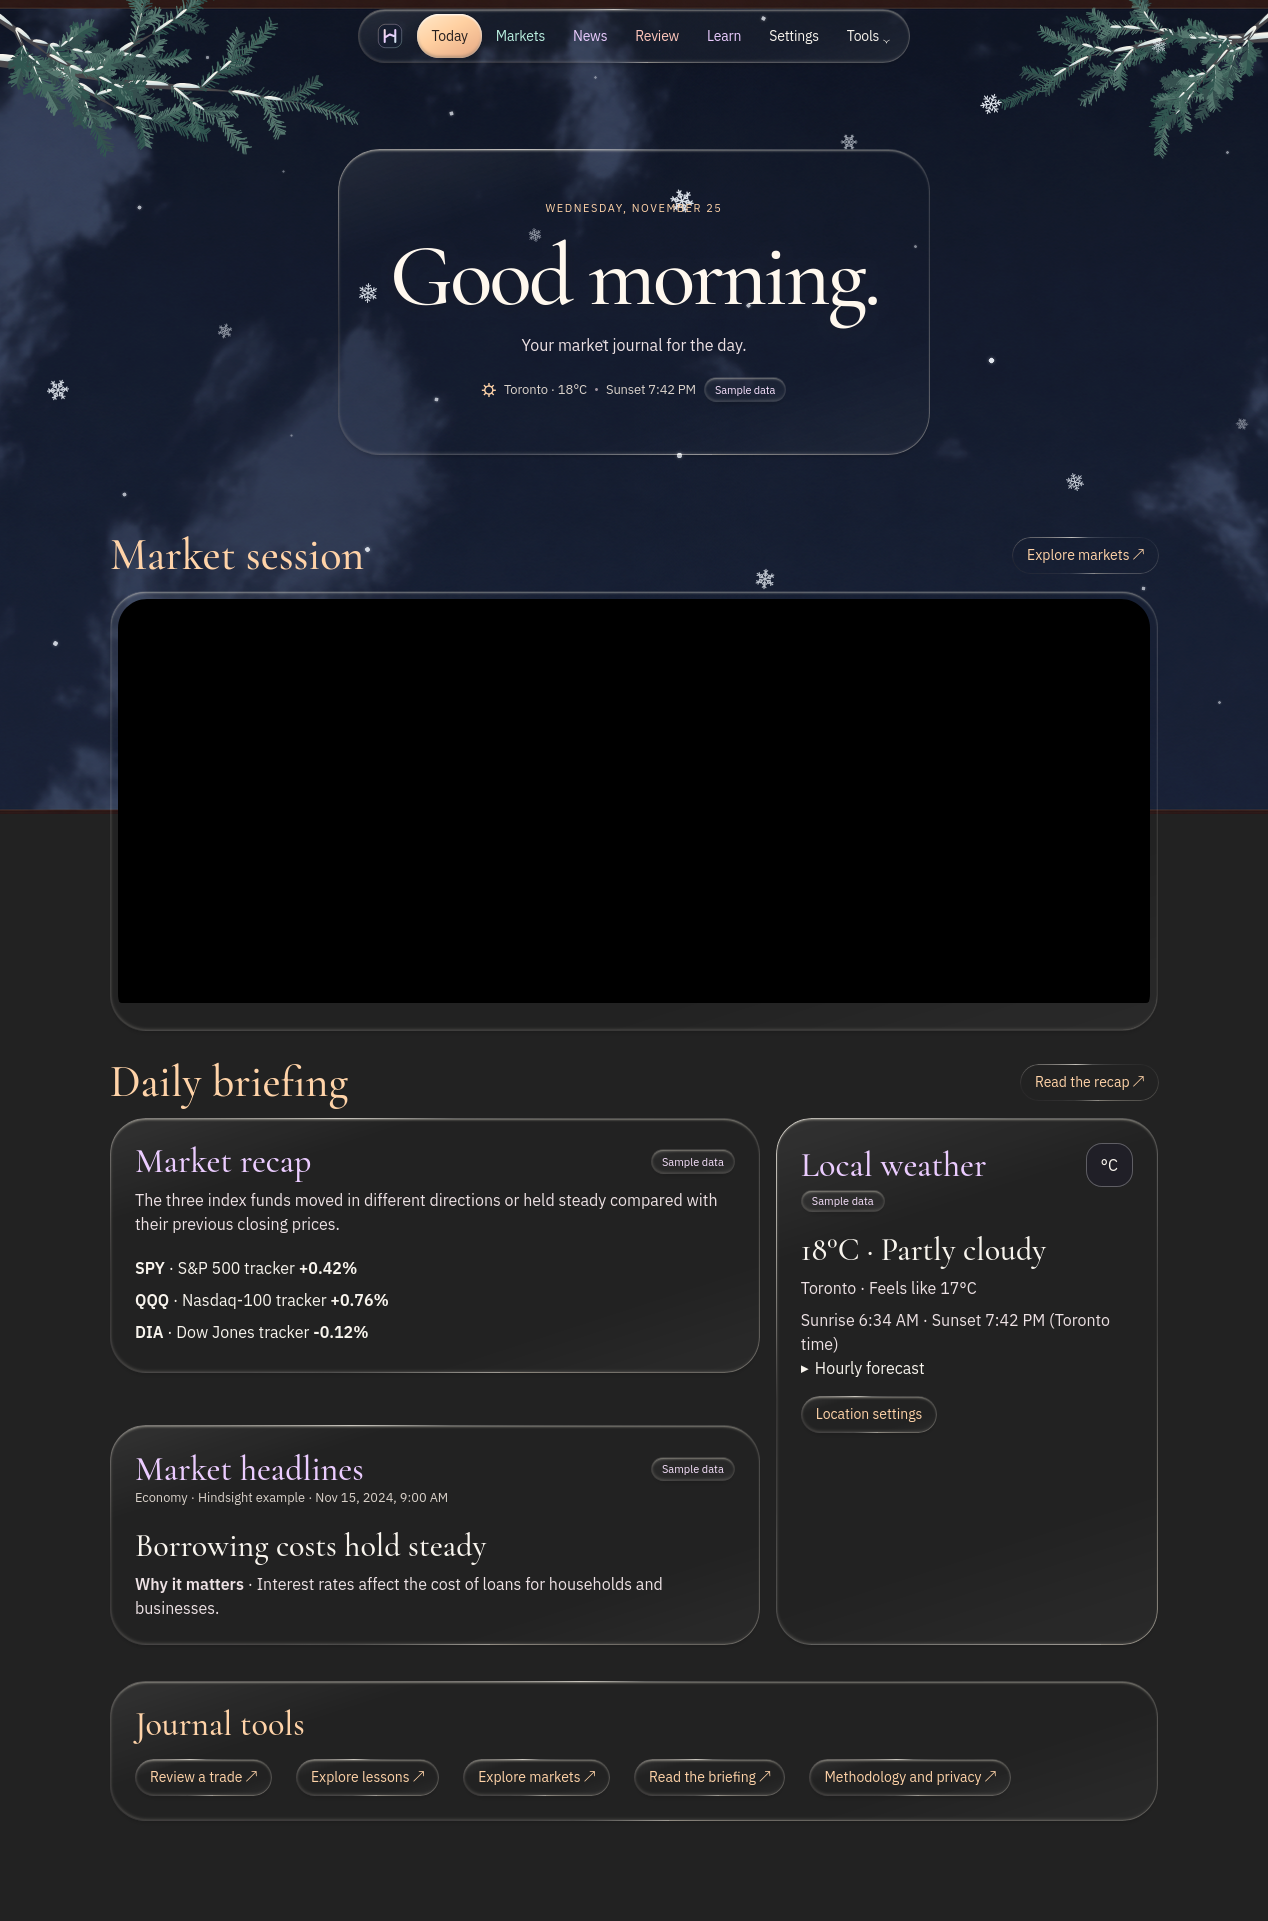 Today Markets News Review Learn Settings Tools
WEDNESDAY, NOVEMBER 25
Good morning.
Your market journal for the day.
Toronto · 18°C • Sunset 7:42 PM Sample data
Market session
Explore markets ↗
Daily briefing
Read the recap ↗
Market recap
Sample data
The three index funds moved in different directions or held steady compared with
their previous closing prices.
SPY · S&P 500 tracker +0.42%
QQQ · Nasdaq-100 tracker +0.76%
DIA · Dow Jones tracker -0.12%
Local weather
°C
Sample data
18°C · Partly cloudy
Toronto · Feels like 17°C
Sunrise 6:34 AM · Sunset 7:42 PM (Toronto
time)
▸ Hourly forecast
Location settings
Market headlines
Sample data
Economy · Hindsight example · Nov 15, 2024, 9:00 AM
Borrowing costs hold steady
Why it matters · Interest rates affect the cost of loans for households and
businesses.
Journal tools
Review a trade ↗ Explore lessons ↗ Explore markets ↗ Read the briefing ↗ Methodology and privacy ↗